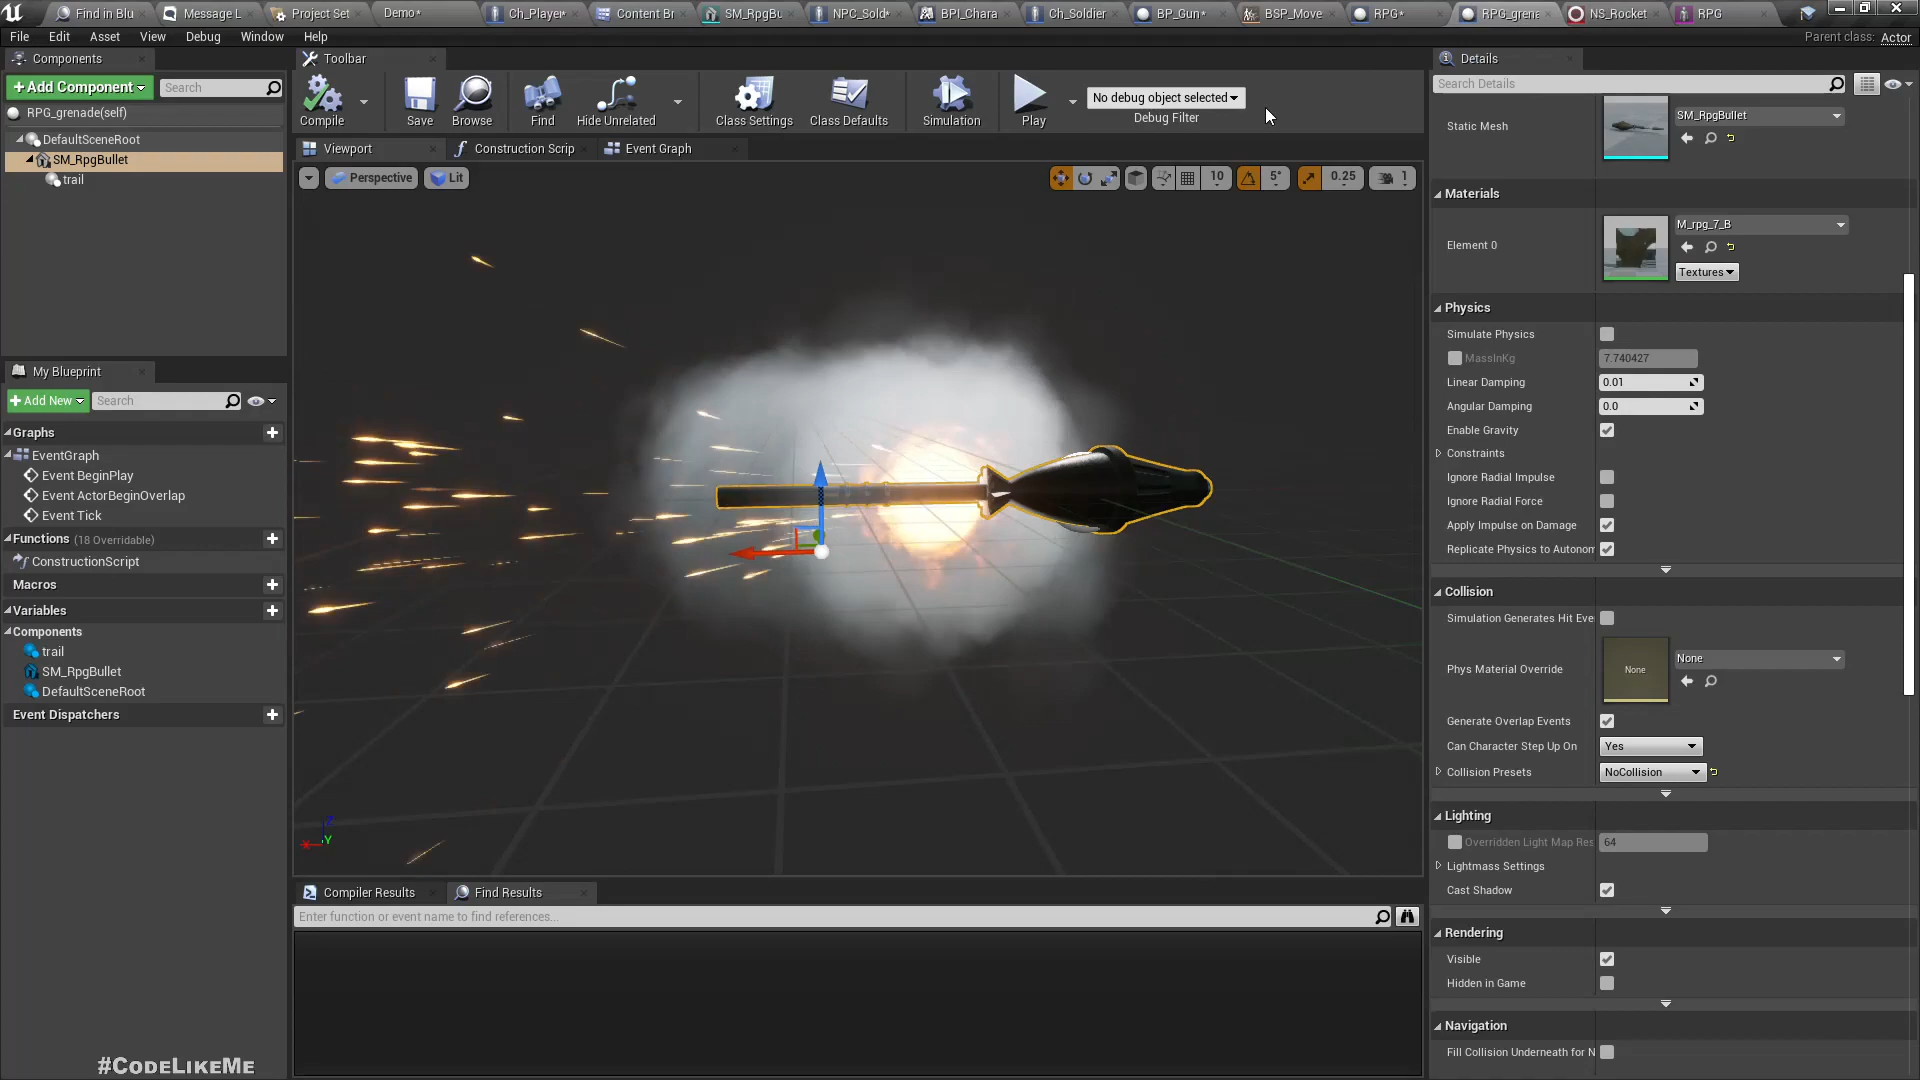 Find in Blu
Message L
Project Set
Demo*
Ch_Player*
Content Br
SM_RpgBu
NPC_Sold*
BPI_Chara
Ch_Soldier
BP_Gun*
BSP_Move
RPG*
RPG_grena
NS_Rocket
RPG
File
Edit
Asset
View
Debug
Window
Help
Parent class: Actor
Components
+ Add Component
Search
RPG_grenade(self)
DefaultSceneRoot
SM_RpgBullet
trail
Toolbar
Compile
Save
Browse
Find
Hide Unrelated
Class Settings
Class Defaults
Simulation
Play
No debug object selected
Debug Filter
Viewport
Construction Scrip
Event Graph
Perspective
Lit
10
5°
0.25
1
My Blueprint
+ Add New
Search
Graphs
EventGraph
Event BeginPlay
Event ActorBeginOverlap
Event Tick
Functions (18 Overridable)
ConstructionScript
Macros
Variables
Components
trail
SM_RpgBullet
DefaultSceneRoot
Event Dispatchers
Z
Y
X
Compiler Results
Find Results
Enter function or event name to find references...
#CodeLikeMe
Details
Search Details
Static Mesh
SM_RpgBullet
Materials
Element 0
M_rpg_7_B
Textures
Physics
Simulate Physics
MassInKg
7.740427
Linear Damping
0.01
Angular Damping
0.0
Enable Gravity
Constraints
Ignore Radial Impulse
Ignore Radial Force
Apply Impulse on Damage
Replicate Physics to Autonom
Collision
Simulation Generates Hit Eve
Phys Material Override
None
None
Generate Overlap Events
Can Character Step Up On
Yes
Collision Presets
NoCollision
Lighting
Overridden Light Map Res
64
Lightmass Settings
Cast Shadow
Rendering
Visible
Hidden in Game
Navigation
Fill Collision Underneath for N